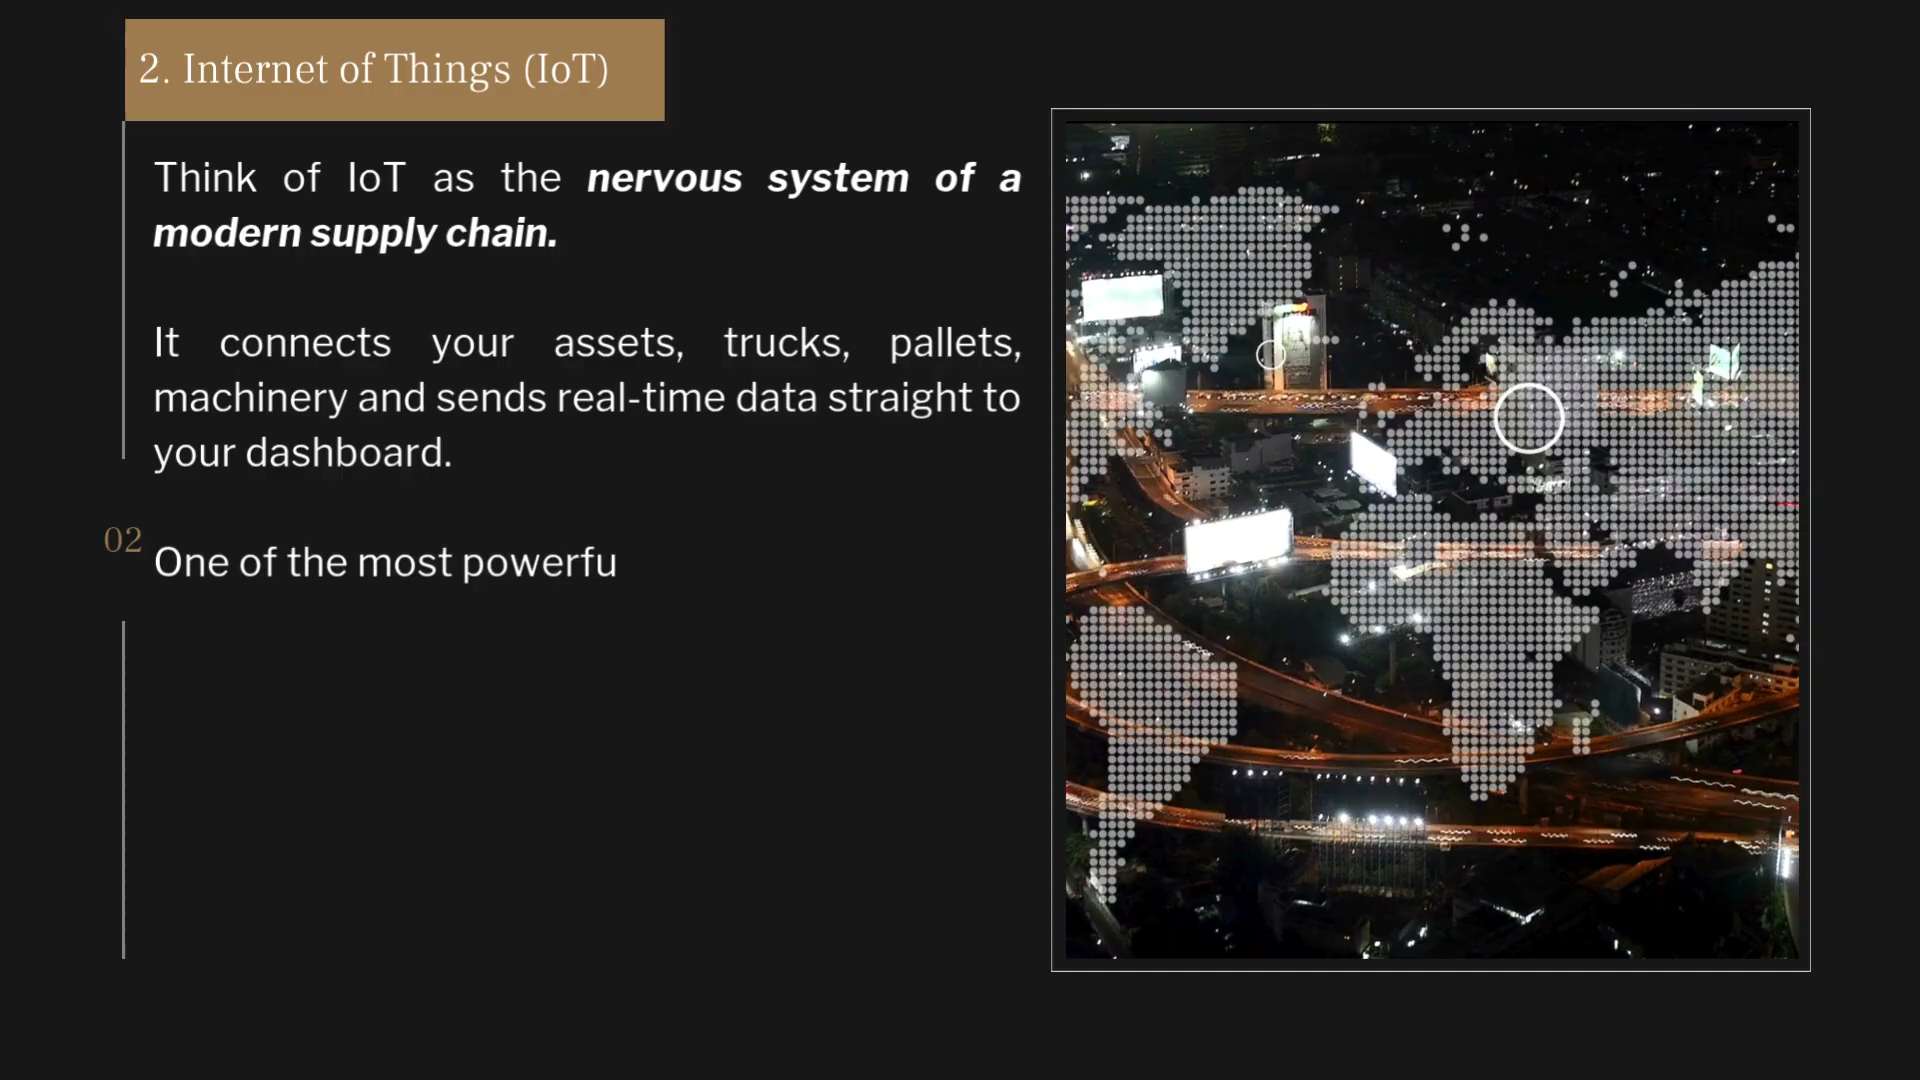 2. Internet of Things (IoT)
Think of IoT as the nervous system of a
modern supply chain.
It connects your assets, trucks, pallets,
machinery and sends real-time data straight to
your dashboard.
02
One of the most powerfu